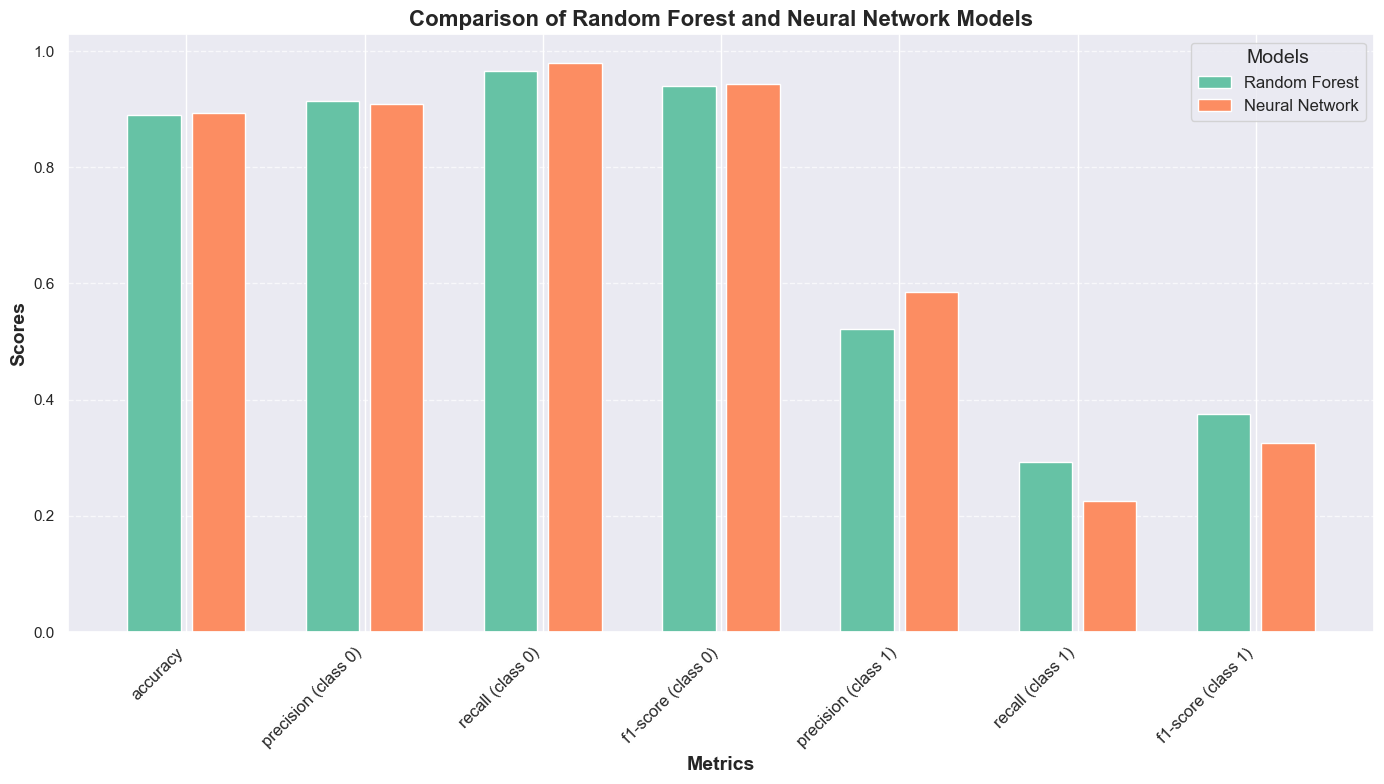 Comparison of Random Forest and Neural Network Models
Models
Random Forest
Neural Network
Scores
1.0
0.8
0.6
0.4
0.2
0.0
accuracy
precision (class 0)
recall (class 0)
f1-score (class 0)
precision (class 1)
recall (class 1)
f1-score (class 1)
Metrics